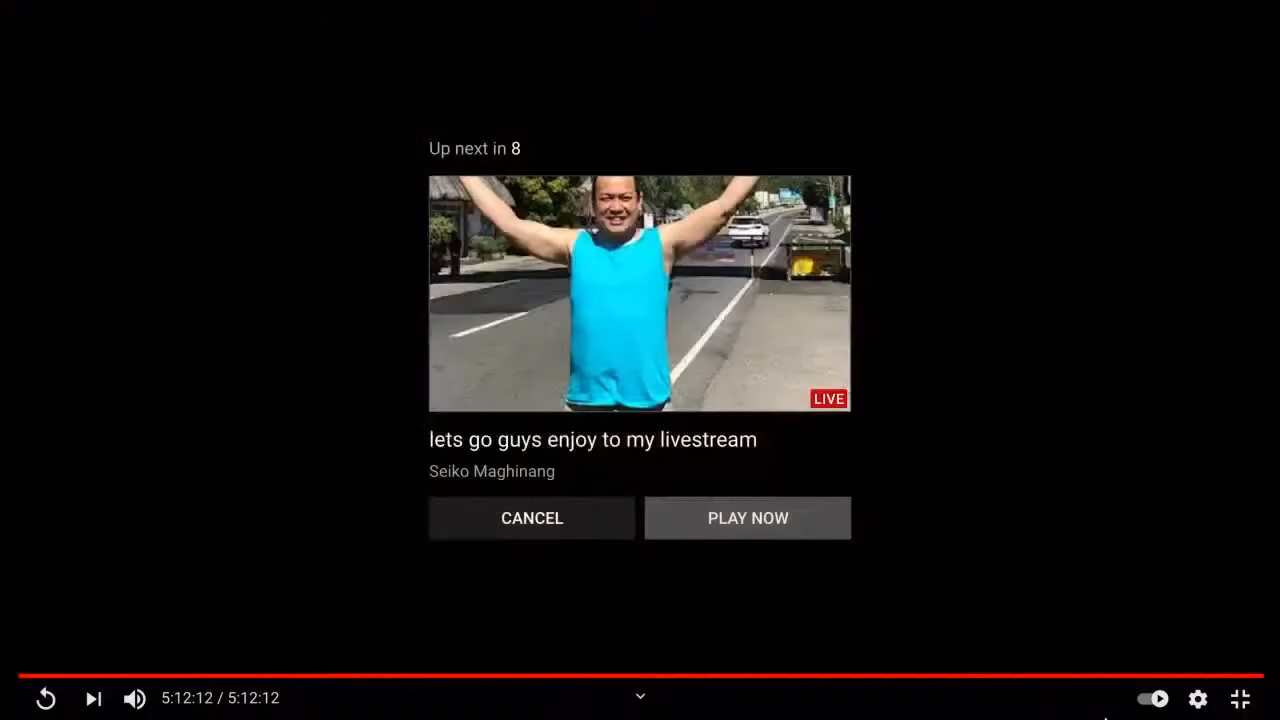 Up next in 8
LIVE
lets go guys enjoy to my livestream
Seiko Maghinang
CANCEL
PLAY NOW
5:12:12 / 5:12:12